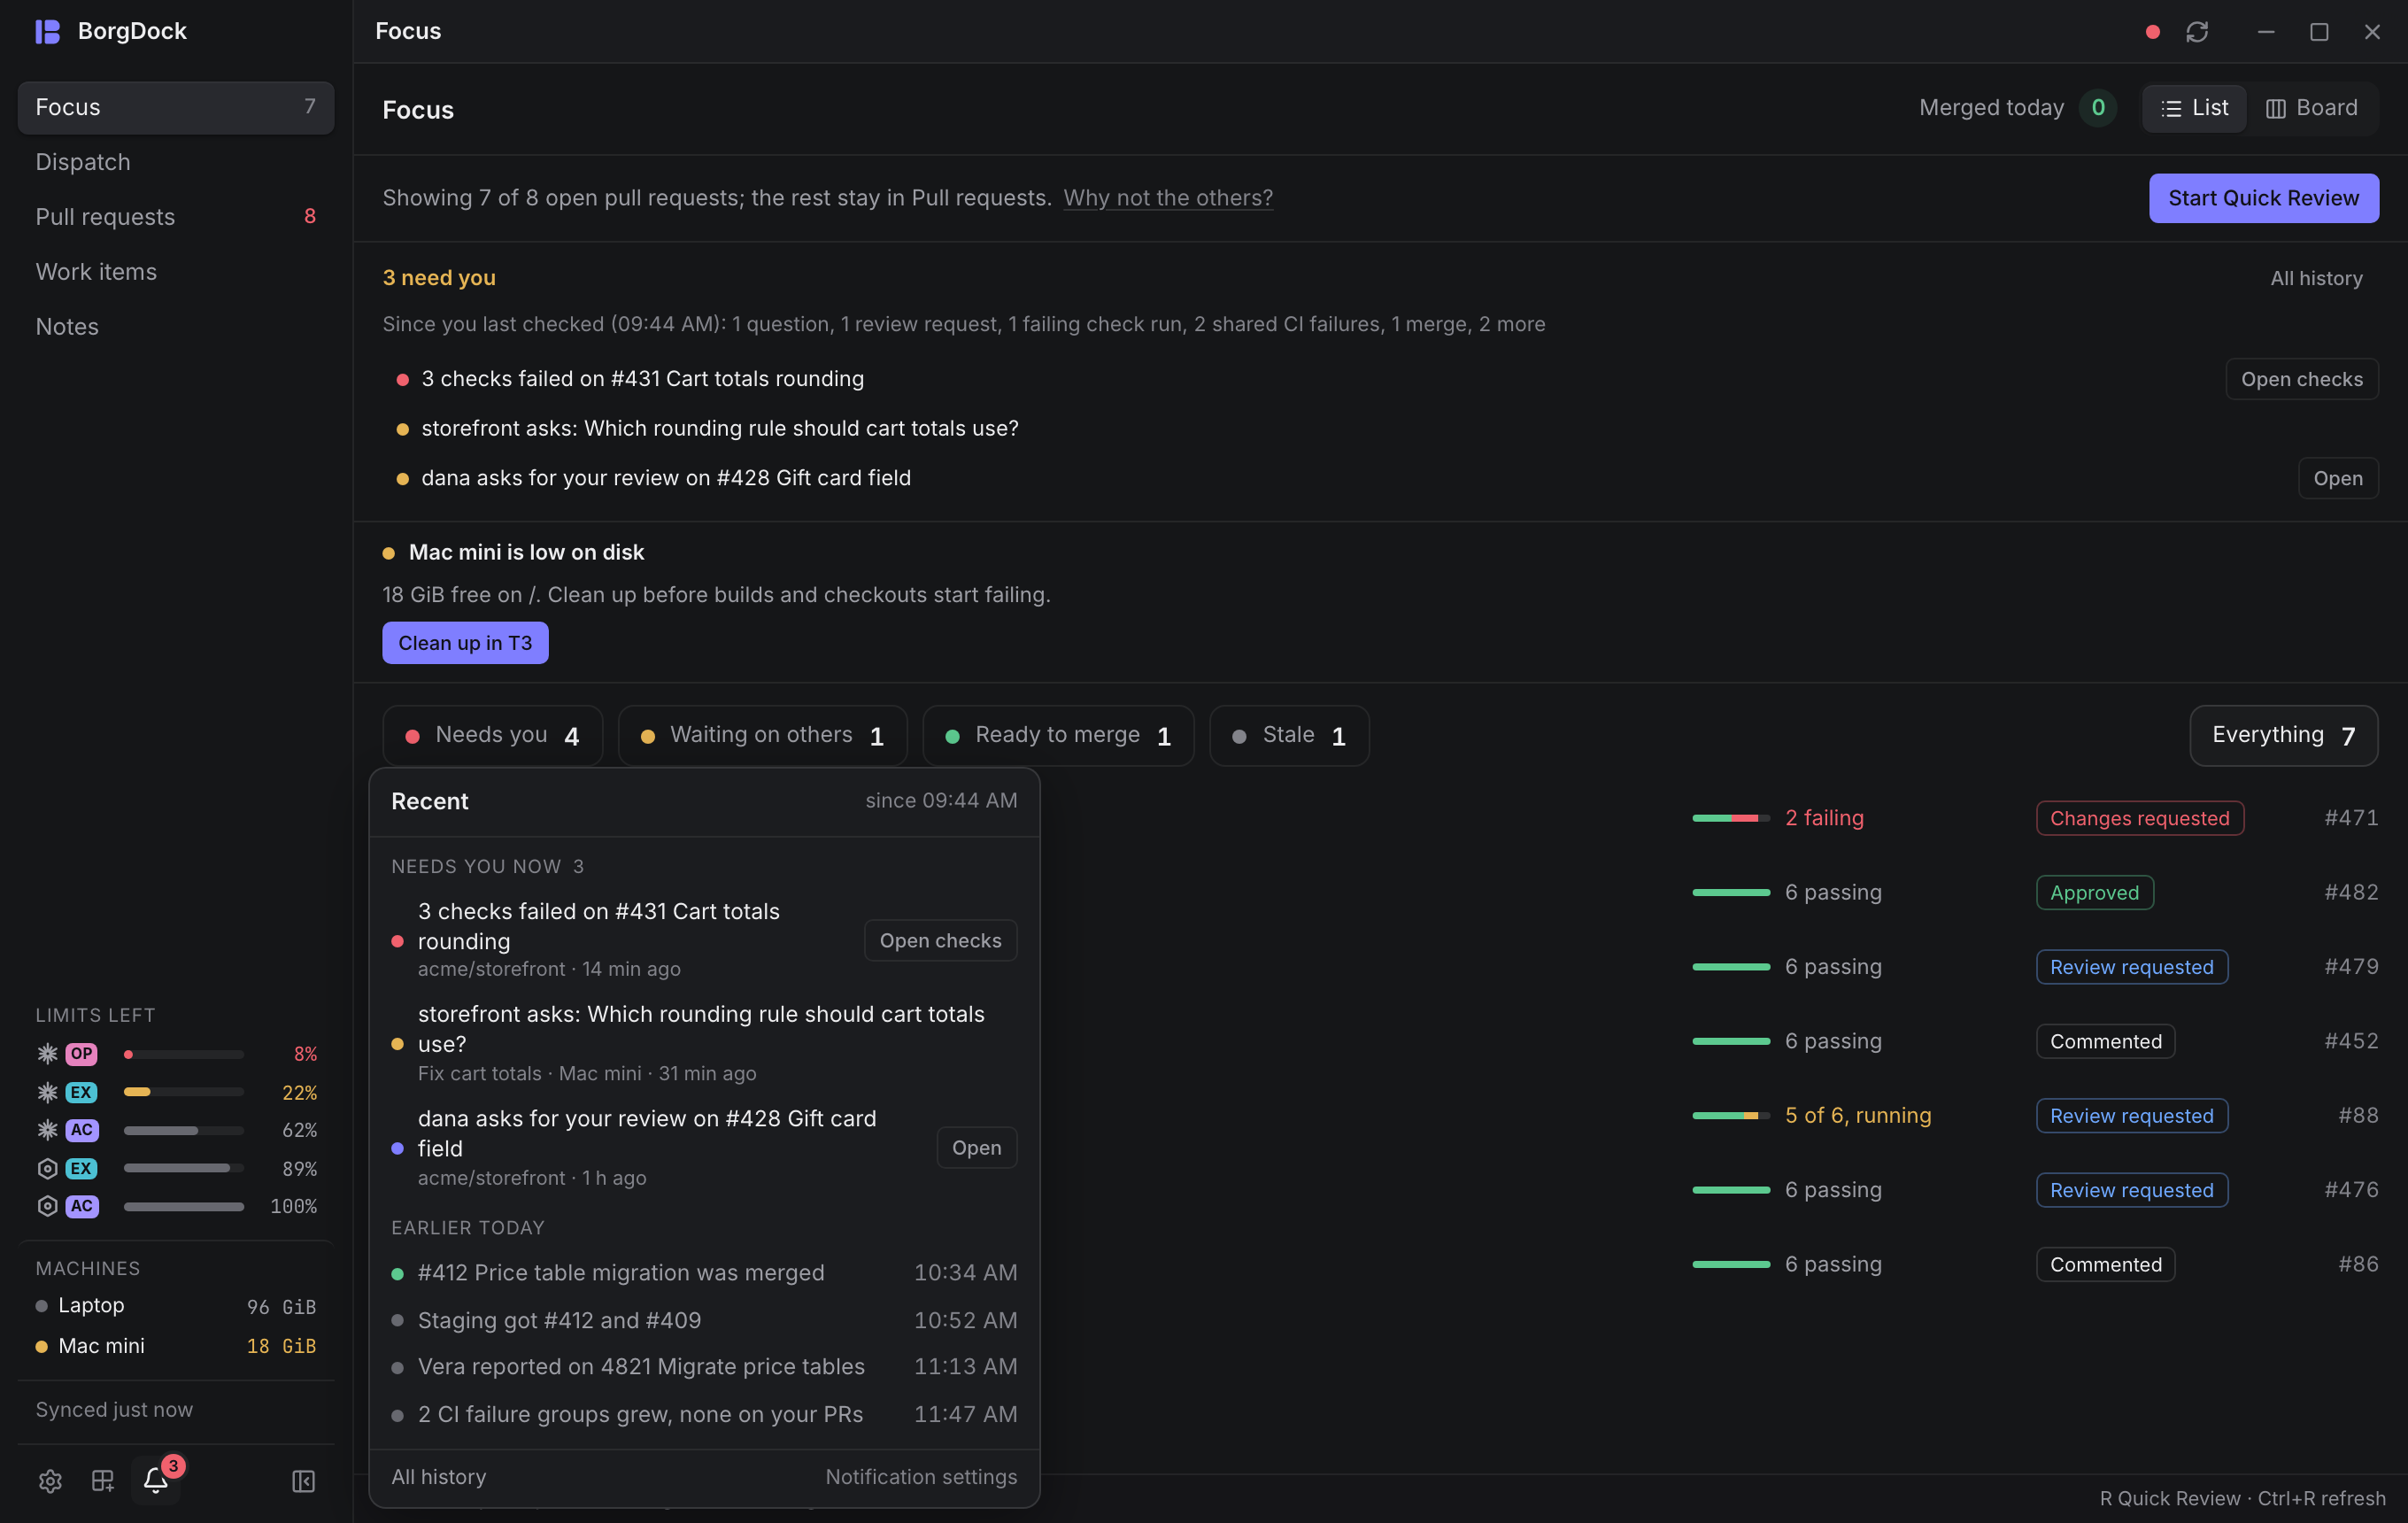 BorgDock
Focus
Focus 7
Dispatch
Pull requests 8
Work items
Notes
LIMITS LEFT
OP 8%
EX 22%
AC 62%
EX 89%
AC 100%
MACHINES
Laptop 96 GiB
Mac mini 18 GiB
Synced just now
3
Focus
Merged today 0
List
Board
Showing 7 of 8 open pull requests; the rest stay in Pull requests. Why not the others?
Start Quick Review
3 need you
All history
Since you last checked (09:44 AM): 1 question, 1 review request, 1 failing check run, 2 shared CI failures, 1 merge, 2 more
3 checks failed on #431 Cart totals rounding
Open checks
storefront asks: Which rounding rule should cart totals use?
dana asks for your review on #428 Gift card field
Open
Mac mini is low on disk
18 GiB free on /. Clean up before builds and checkouts start failing.
Clean up in T3
Needs you 4
Waiting on others 1
Ready to merge 1
Stale 1
Everything 7
Recent
since 09:44 AM
NEEDS YOU NOW 3
3 checks failed on #431 Cart totals
rounding
acme/storefront · 14 min ago
Open checks
storefront asks: Which rounding rule should cart totals
use?
Fix cart totals · Mac mini · 31 min ago
dana asks for your review on #428 Gift card
field
acme/storefront · 1 h ago
Open
EARLIER TODAY
#412 Price table migration was merged 10:34 AM
Staging got #412 and #409 10:52 AM
Vera reported on 4821 Migrate price tables 11:13 AM
2 CI failure groups grew, none on your PRs 11:47 AM
All history
Notification settings
2 failing Changes requested #471
6 passing Approved #482
6 passing Review requested #479
6 passing Commented #452
5 of 6, running Review requested #88
6 passing Review requested #476
6 passing Commented #86
R Quick Review · Ctrl+R refresh